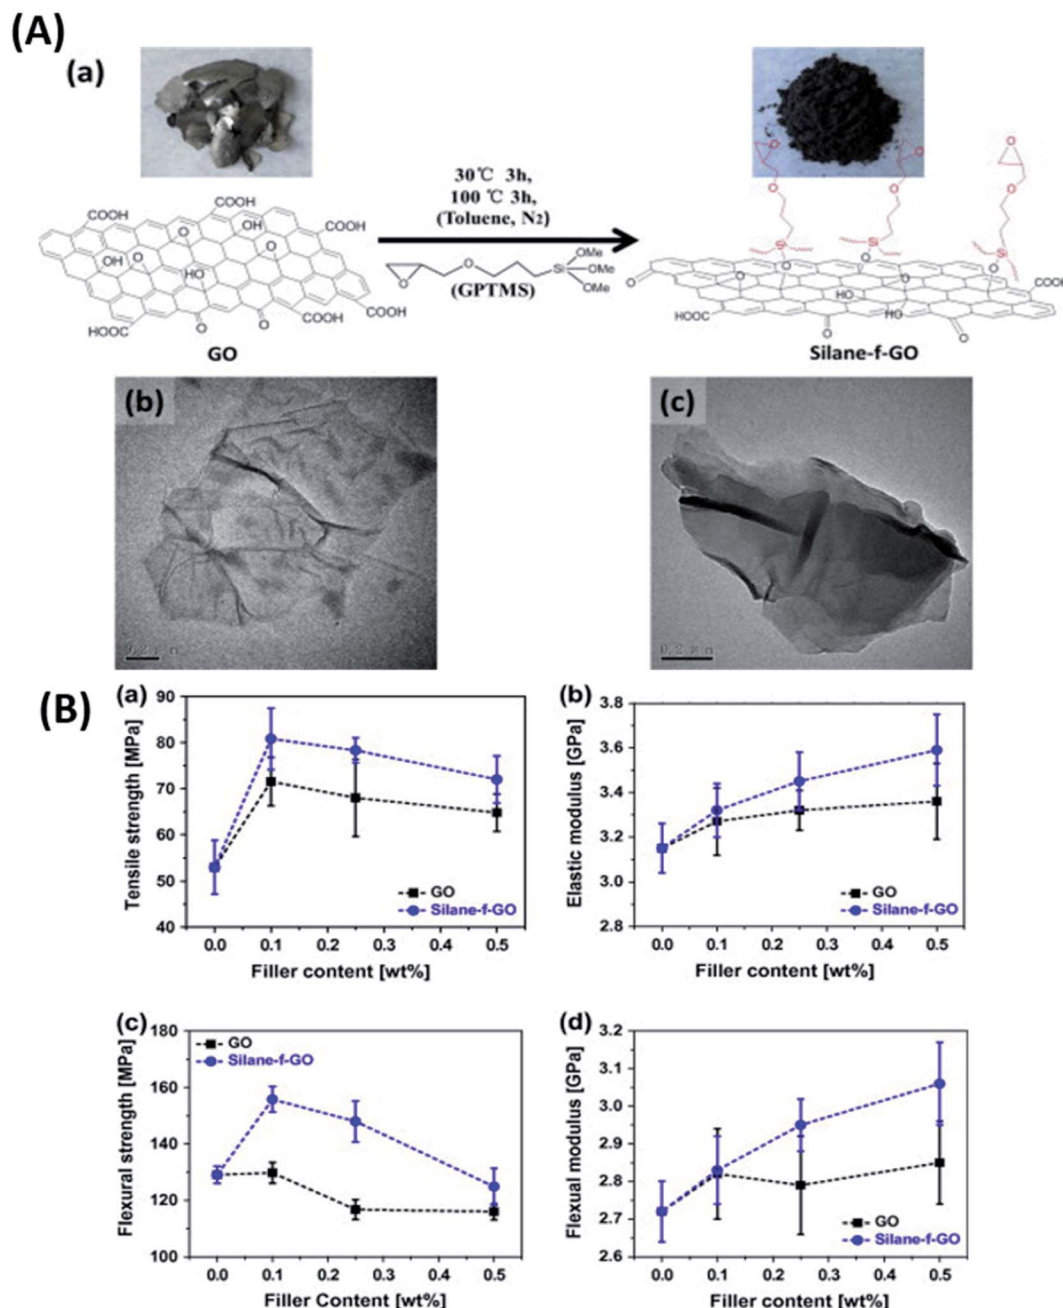 (A)
(a)
30℃ 3h,
100 ℃ 3h,
(Toluene, N2)
COOH
COOH
COOH
OH
O
O
OH
O
O
HO
HOOC
O
O
COOH
COOH
GO
O
O
Si
OMe
OMe
OMe
(GPTMS)
O
O
O
O
O
O
Si
Si
Si
O
O
O
O
COOH
HO
HO
HOOC
O
O
Silane-f-GO
(b)
0.2 μm
(c)
0.2 μm
(B)
(a)
Tensile strength [MPa]
90
80
70
60
50
40
GO
Silane-f-GO
0.0 0.1 0.2 0.3 0.4 0.5
Filler content [wt%]
(b)
Elastic modulus [GPa]
3.8
3.6
3.4
3.2
3.0
2.8
GO
Silane-f-GO
0.0 0.1 0.2 0.3 0.4 0.5
Filler content [wt%]
(c)
Flexural strength [MPa]
180
160
140
120
100
GO
Silane-f-GO
0.0 0.1 0.2 0.3 0.4 0.5
Filler Content [wt%]
(d)
Flexual modulus [GPa]
3.2
3.1
3.0
2.9
2.8
2.7
2.6
GO
Silane-f-GO
0.0 0.1 0.2 0.3 0.4 0.5
Filler content [wt%]